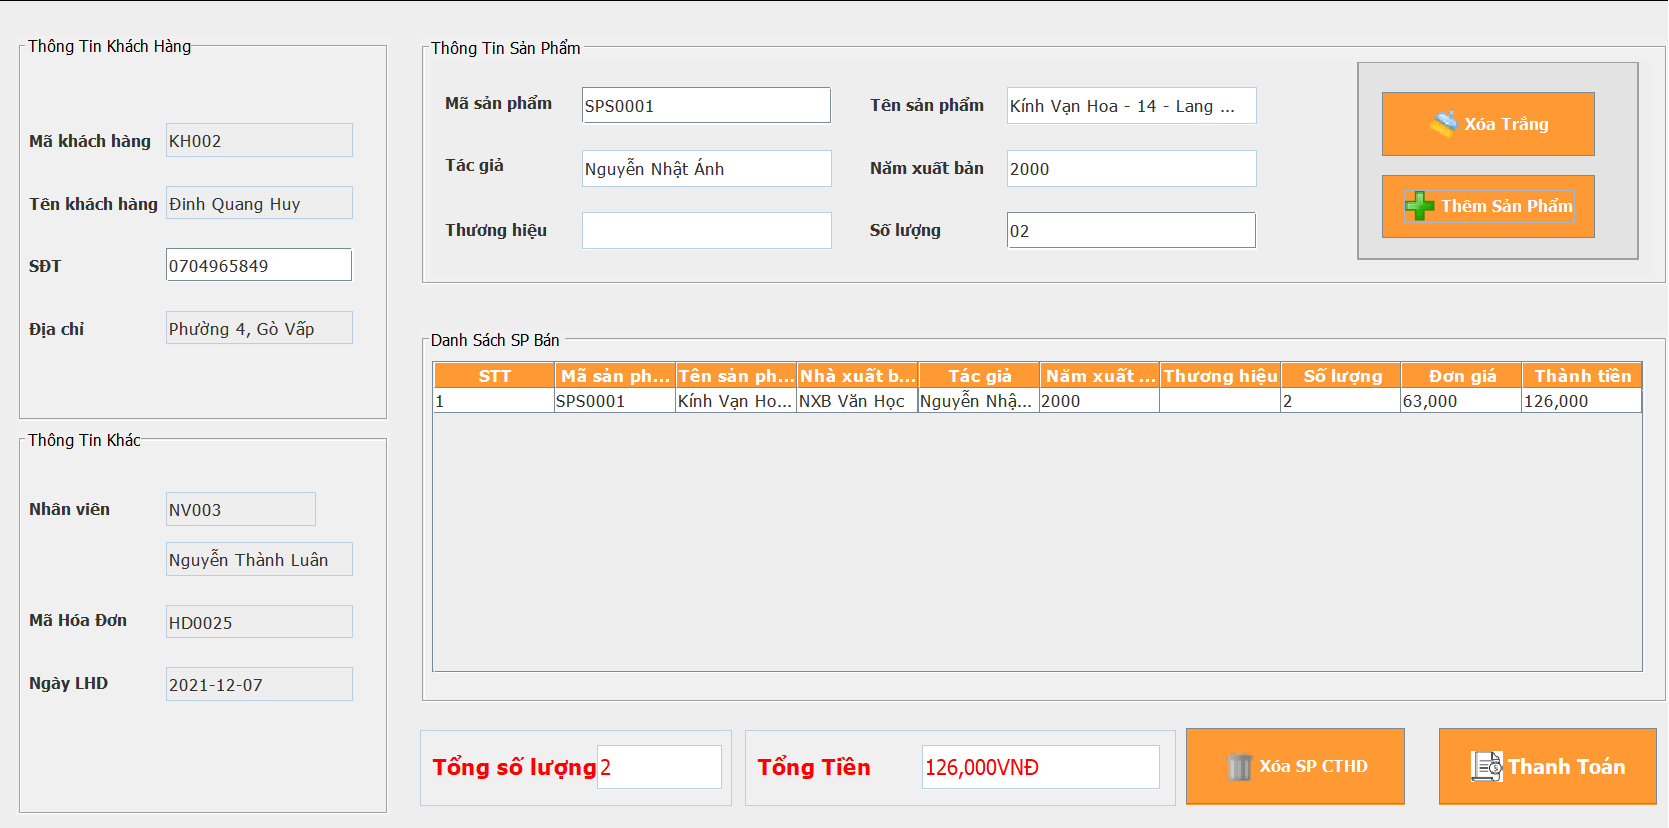 Thông Tin Khách Hàng
Mã khách hàng KH002
Tên khách hàng Đinh Quang Huy
SĐT 0704965849
Địa chỉ Phường 4, Gò Vấp
Thông Tin Khác
Nhân viên NV003
Nguyễn Thành Luân
Mã Hóa Đơn HD0025
Ngày LHD 2021-12-07
Thông Tin Sản Phẩm
Mã sản phẩm SPS0001 Tên sản phẩm Kính Vạn Hoa - 14 - Lang ...
Tác giả Nguyễn Nhật Ánh Năm xuất bản 2000
Thương hiệu Số lượng 02
Xóa Trắng
Thêm Sản Phẩm
Danh Sách SP Bán
STT Mã sản ph... Tên sản ph... Nhà xuất b... Tác giả Năm xuất ... Thương hiệu Số lượng Đơn giá Thành tiền
1 SPS0001 Kính Vạn Ho... NXB Văn Học Nguyễn Nhậ... 2000 2 63,000 126,000
Tổng số lượng 2 Tổng Tiền 126,000VNĐ Xóa SP CTHD Thanh Toán